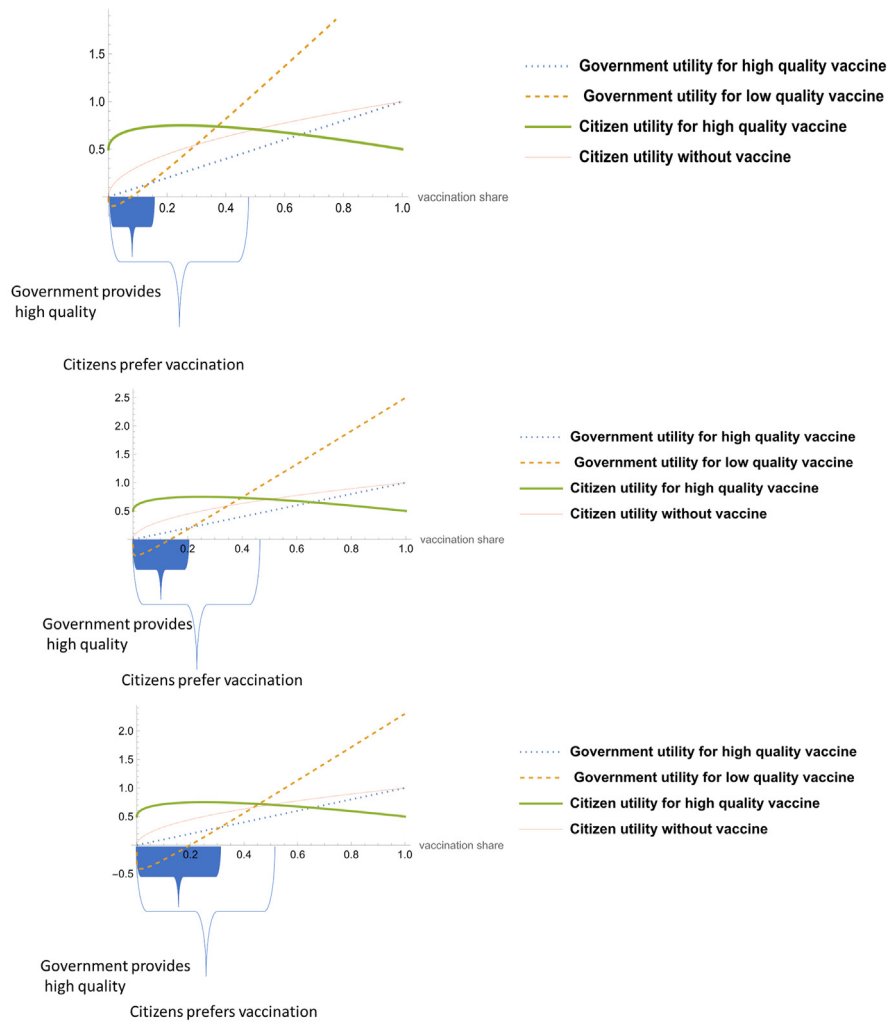 1.5
1.0
0.5
0.2 0.4 0.6 0.8 1.0
vaccination share
Government utility for high quality vaccine
Government utility for low quality vaccine
Citizen utility for high quality vaccine
Citizen utility without vaccine
Government provides
high quality
Citizens prefer vaccination
2.5
2.0
1.5
1.0
0.5
0.2 0.4 0.6 0.8 1.0
vaccination share
Government utility for high quality vaccine
Government utility for low quality vaccine
Citizen utility for high quality vaccine
Citizen utility without vaccine
Government provides
high quality
Citizens prefer vaccination
2.0
1.5
1.0
0.5
-0.5
0.2 0.4 0.6 0.8 1.0
vaccination share
Government utility for high quality vaccine
Government utility for low quality vaccine
Citizen utility for high quality vaccine
Citizen utility without vaccine
Government provides
high quality
Citizens prefers vaccination